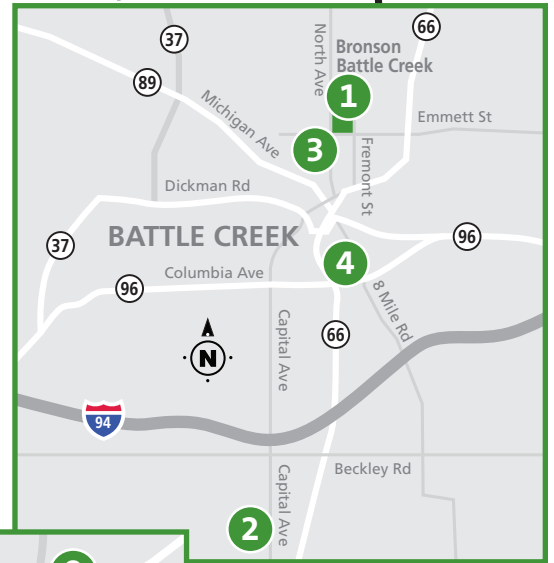 66
37
North Ave
Bronson
Battle Creek
89
1
Michigan Ave
Emmett St
3
Fremont St
Dickman Rd
BATTLE CREEK
37
96
4
Columbia Ave
96
8 Mile Rd
Capital Ave
66
N
94
Beckley Rd
Capital Ave
2